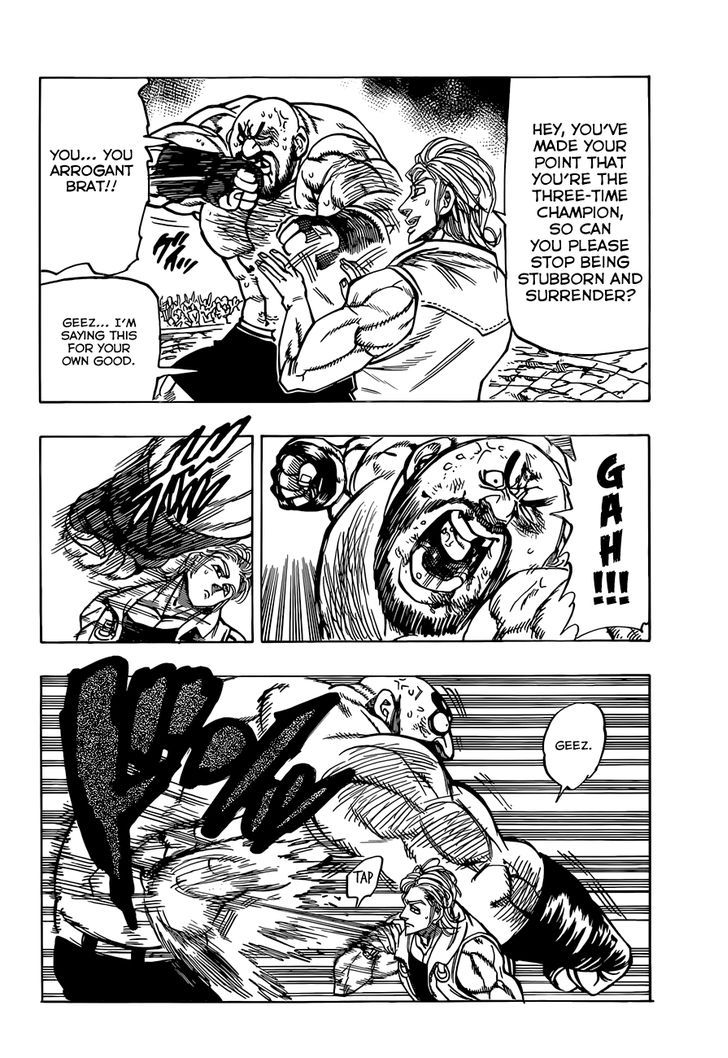 HEY, YOU'VE
MADE YOUR
POINT THAT
YOU'RE THE
THREE-TIME
CHAMPION,
SO CAN
YOU PLEASE
STOP BEING
STUBBORN AND
SURRENDER?
YOU... YOU
ARROGANT
BRAT!!
GEEZ... I'M
SAYING THIS
FOR YOUR
OWN GOOD.
GAH!!!
GEEZ.
TAP